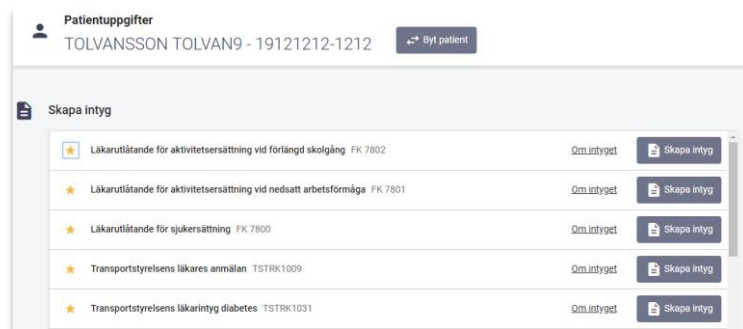 Patientuppgifter
TOLVANSSON TOLVAN9 - 19121212-1212
Byt patient
Skapa intyg
Läkarutlåtande för aktivitetsersättning vid förlängd skolgång FK 7802 Om intyget Skapa intyg
Läkarutlåtande för aktivitetsersättning vid nedsatt arbetsförmåga FK 7801 Om intyget Skapa intyg
Läkarutlåtande för sjukersättning FK 7800 Om intyget Skapa intyg
Transportstyrelsens läkares anmälan TSTRK1009 Om intyget Skapa intyg
Transportstyrelsens läkarintyg diabetes TSTRK1031 Om intyget Skapa intyg